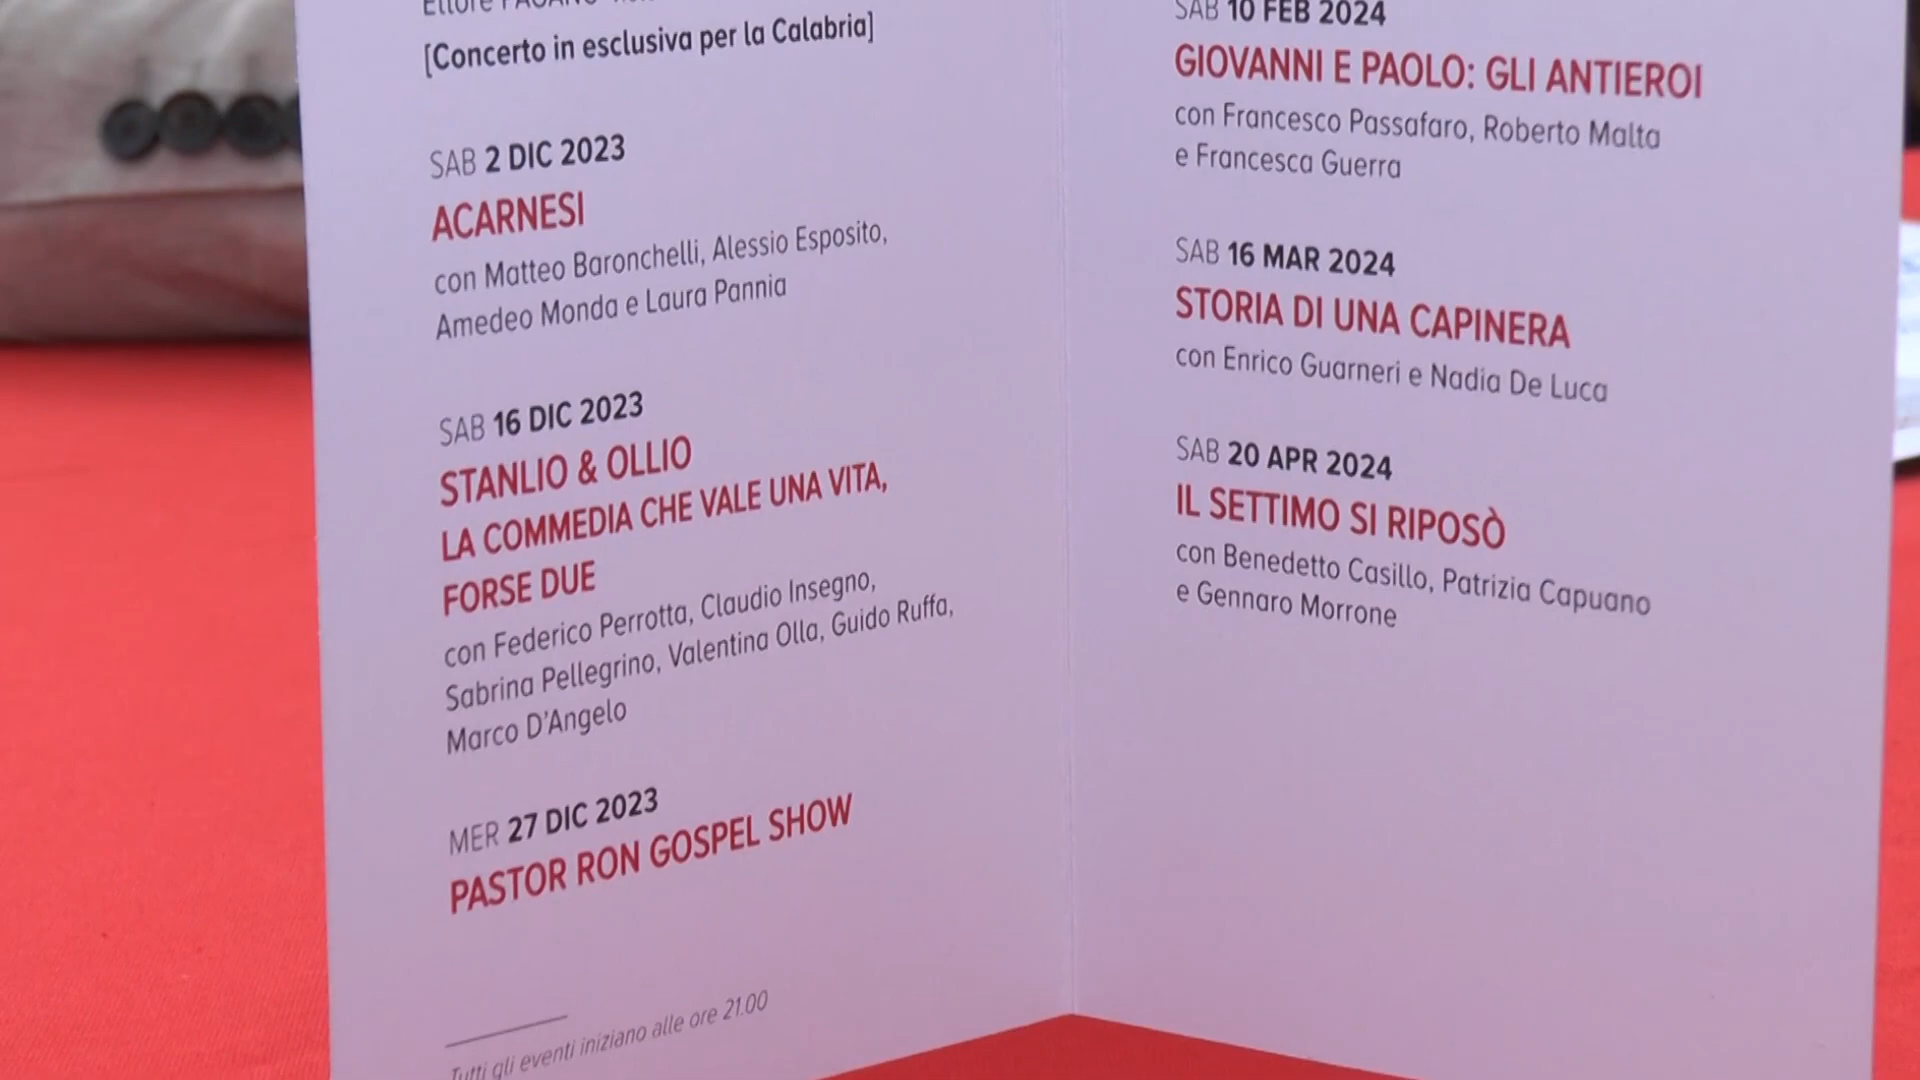 Ettore PAGANO
[Concerto in esclusiva per la Calabria]
SAB 2 DIC 2023
ACARNESI
con Matteo Baronchelli, Alessio Esposito,
Amedeo Monda e Laura Pannia
SAB 16 DIC 2023
STANLIO & OLLIO
LA COMMEDIA CHE VALE UNA VITA,
FORSE DUE
con Federico Perrotta, Claudio Insegno,
Sabrina Pellegrino, Valentina Olla, Guido Ruffa,
Marco D'Angelo
MER 27 DIC 2023
PASTOR RON GOSPEL SHOW
Tutti gli eventi iniziano alle ore 21.00
SAB 10 FEB 2024
GIOVANNI E PAOLO: GLI ANTIEROI
con Francesco Passafaro, Roberto Malta
e Francesca Guerra
SAB 16 MAR 2024
STORIA DI UNA CAPINERA
con Enrico Guarneri e Nadia De Luca
SAB 20 APR 2024
IL SETTIMO SI RIPOSÒ
con Benedetto Casillo, Patrizia Capuano
e Gennaro Morrone